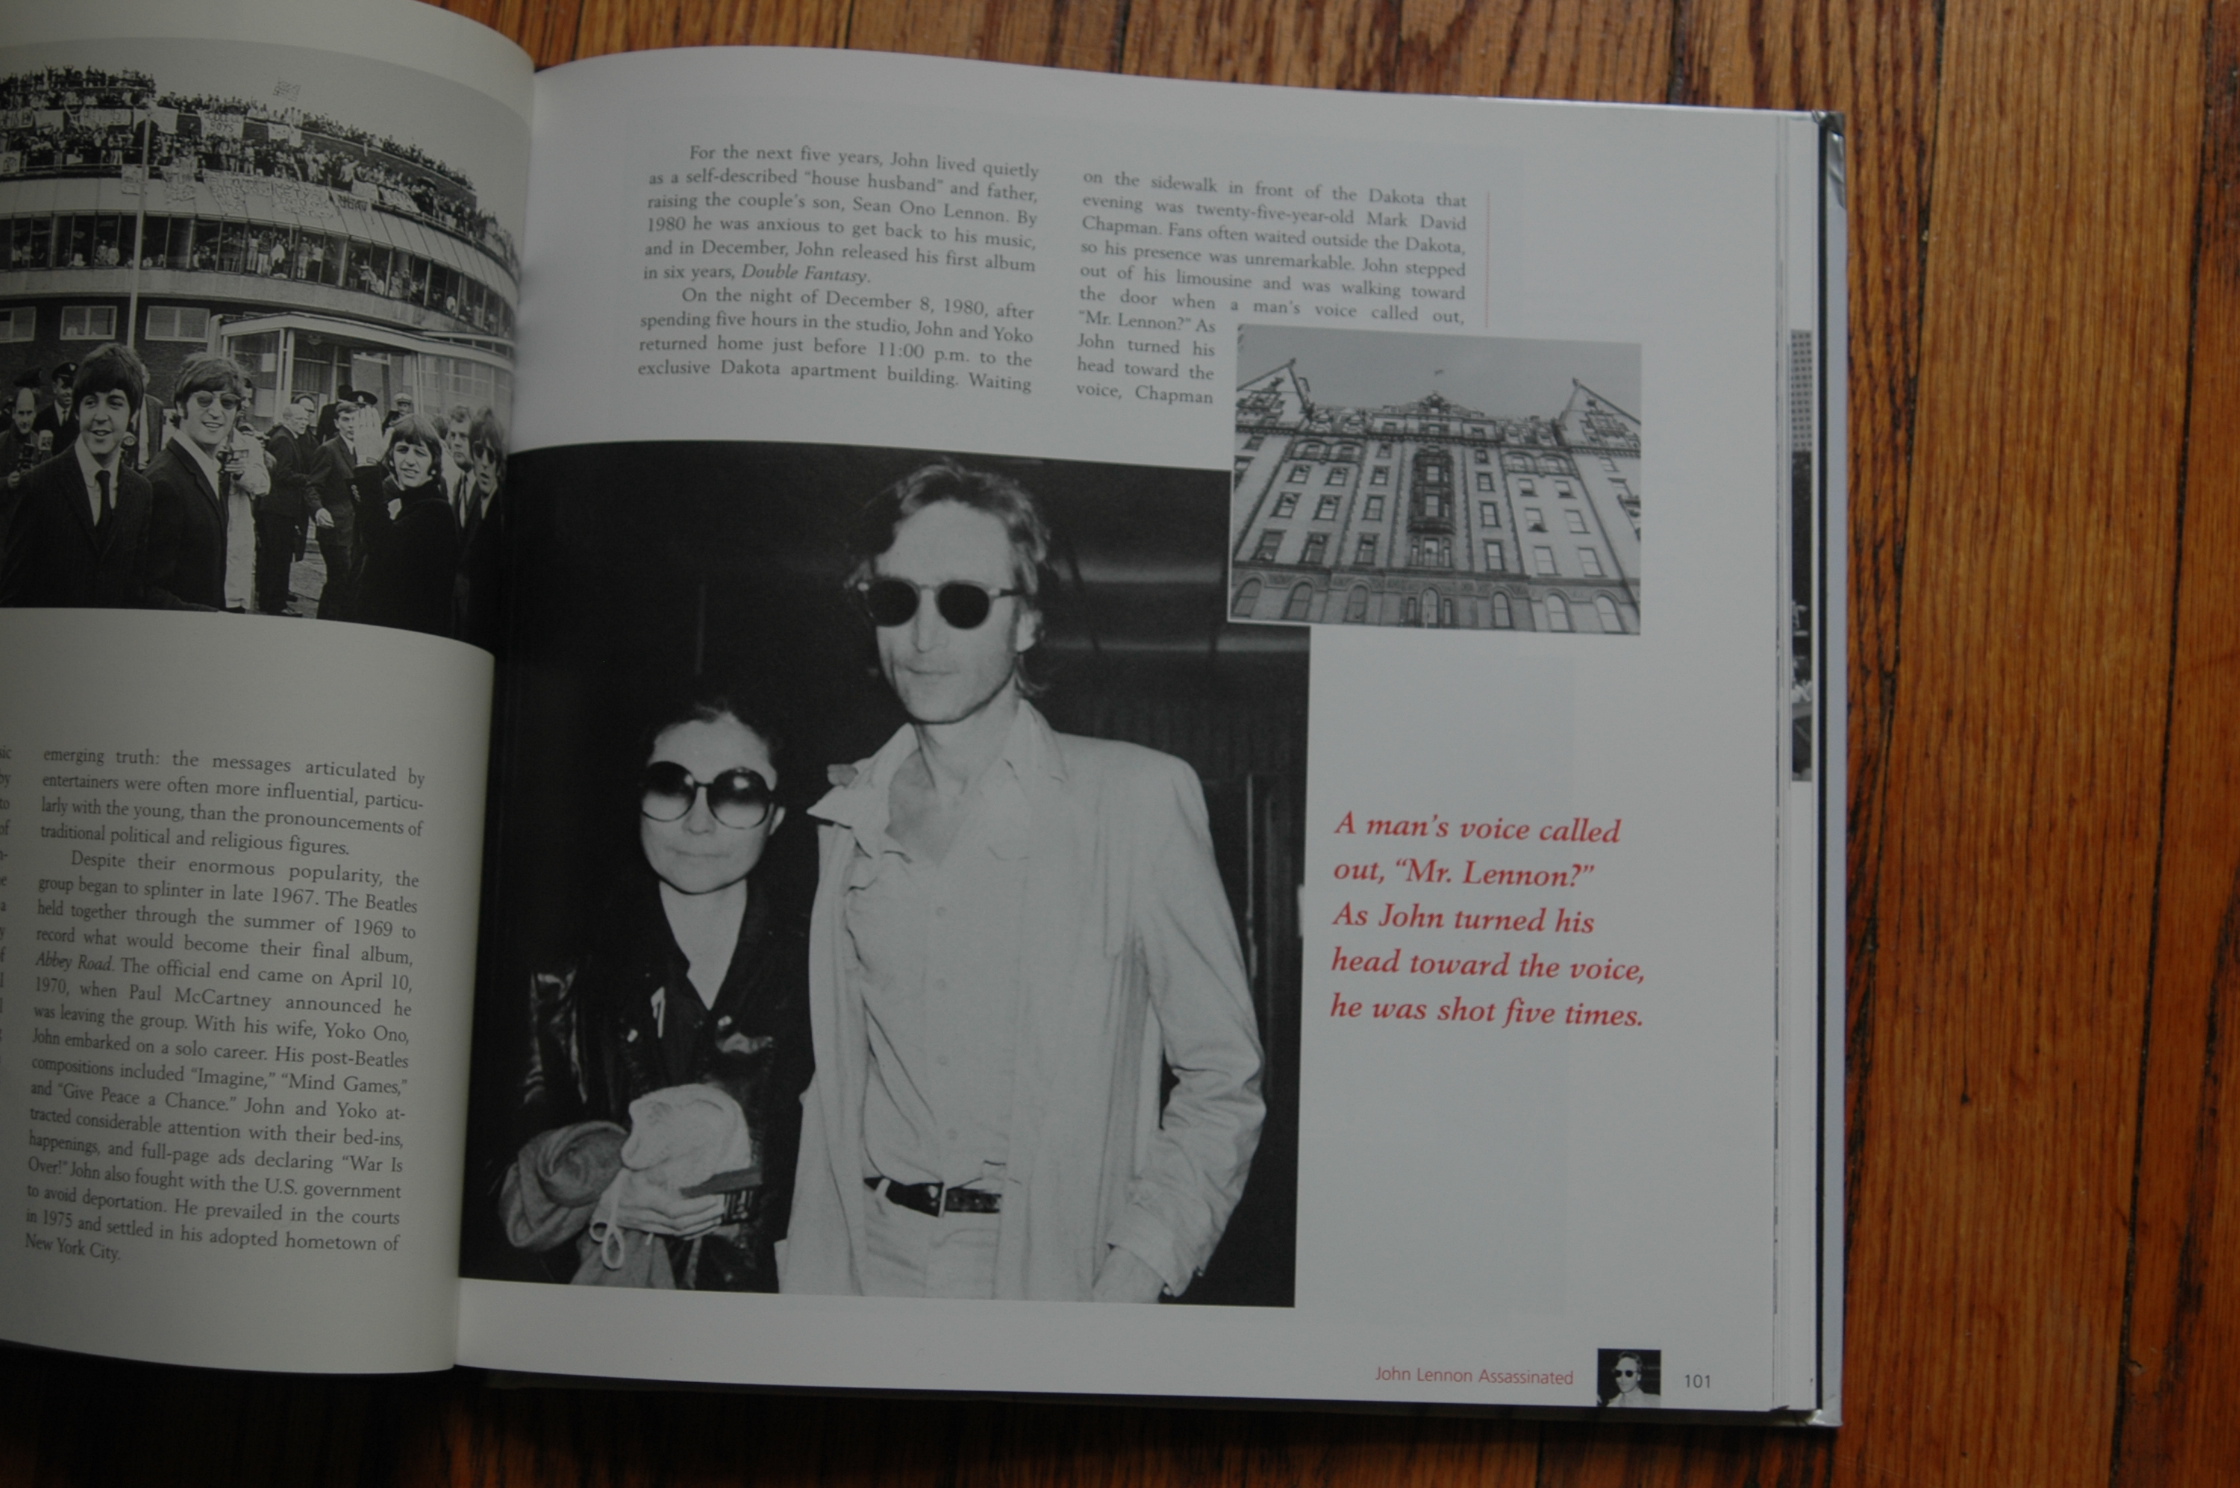 emerging truth: the messages articulated by
entertainers were often more influential, particu-
larly with the young, than the pronouncements of
traditional political and religious figures.
Despite their enormous popularity, the
group began to splinter in late 1967. The Beatles
held together through the summer of 1969 to
record what would become their final album,
Abbey Road. The official end came on April 10,
1970, when Paul McCartney announced he
was leaving the group. With his wife, Yoko Ono,
John embarked on a solo career. His post-Beatles
compositions included "Imagine," "Mind Games,"
and "Give Peace a Chance." John and Yoko at-
tracted considerable attention with their bed-ins,
happenings, and full-page ads declaring "War Is
Over!" John also fought with the U.S. government
to avoid deportation. He prevailed in the courts
in 1975 and settled in his adopted hometown of
New York City.
For the next five years, John lived quietly
as a self-described "house husband" and father,
raising the couple's son, Sean Ono Lennon. By
1980 he was anxious to get back to his music,
and in December, John released his first album
in six years, Double Fantasy.
On the night of December 8, 1980, after
spending five hours in the studio, John and Yoko
returned home just before 11:00 p.m. to the
exclusive Dakota apartment building. Waiting
on the sidewalk in front of the Dakota that
evening was twenty-five-year-old Mark David
Chapman. Fans often waited outside the Dakota,
so his presence was unremarkable. John stepped
out of his limousine and was walking toward
the door when a man's voice called out,
"Mr. Lennon?" As
John turned his
head toward the
voice, Chapman
A man's voice called
out, "Mr. Lennon?"
As John turned his
head toward the voice,
he was shot five times.
John Lennon Assassinated 101